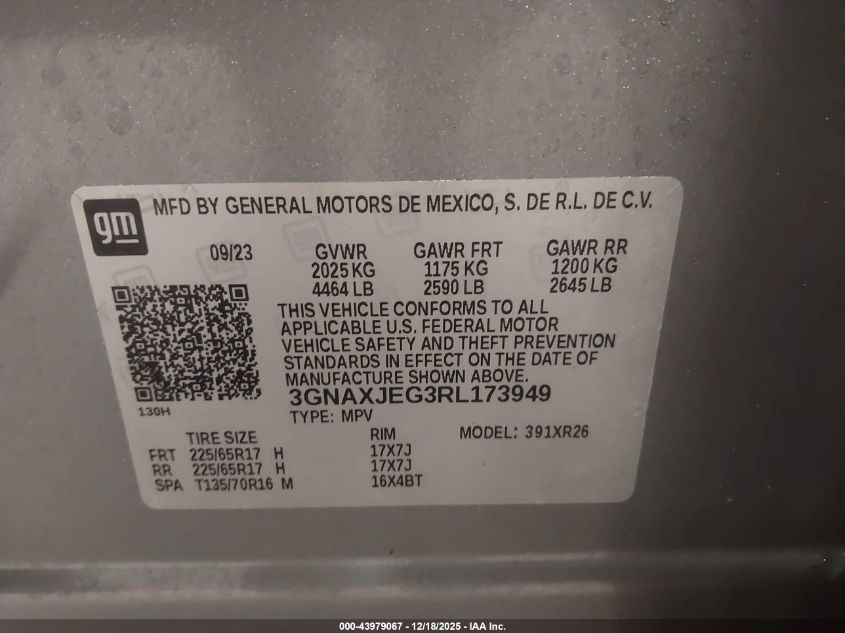 gm
MFD BY GENERAL MOTORS DE MEXICO, S. DE R.L. DE C.V.
09/23 GVWR GAWR FRT GAWR RR
2025 KG 1175 KG 1200 KG
4464 LB 2590 LB 2645 LB
THIS VEHICLE CONFORMS TO ALL
APPLICABLE U.S. FEDERAL MOTOR
VEHICLE SAFETY AND THEFT PREVENTION
STANDARDS IN EFFECT ON THE DATE OF
MANUFACTURE SHOWN ABOVE.
3GNAXJEG3RL173949
130H
TYPE: MPV
TIRE SIZE RIM MODEL: 391XR26
FRT 225/65R17 H 17X7J
RR 225/65R17 H 17X7J
SPA T135/70R16 M 16X4BT
000-43979067 - 12/18/2025 - IAA Inc.